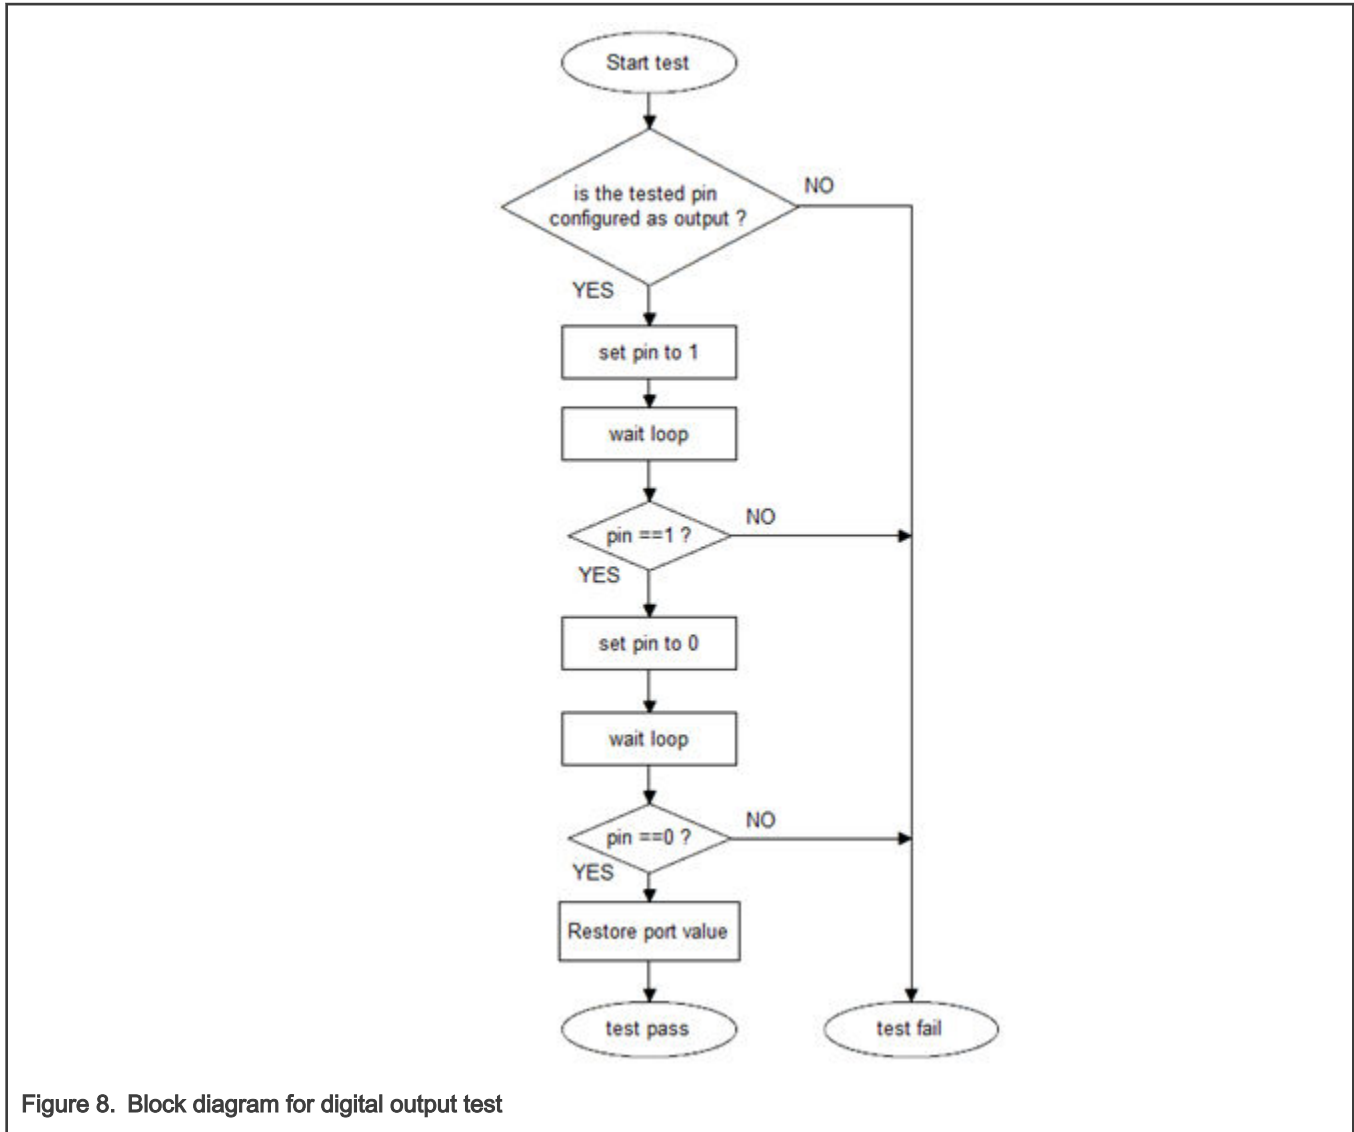 Start test
is the tested pin
configured as output ?
NO
YES
set pin to 1
wait loop
pin ==1 ?
NO
YES
set pin to 0
wait loop
pin ==0 ?
NO
YES
Restore port value
test pass
test fail
Figure 8. Block diagram for digital output test